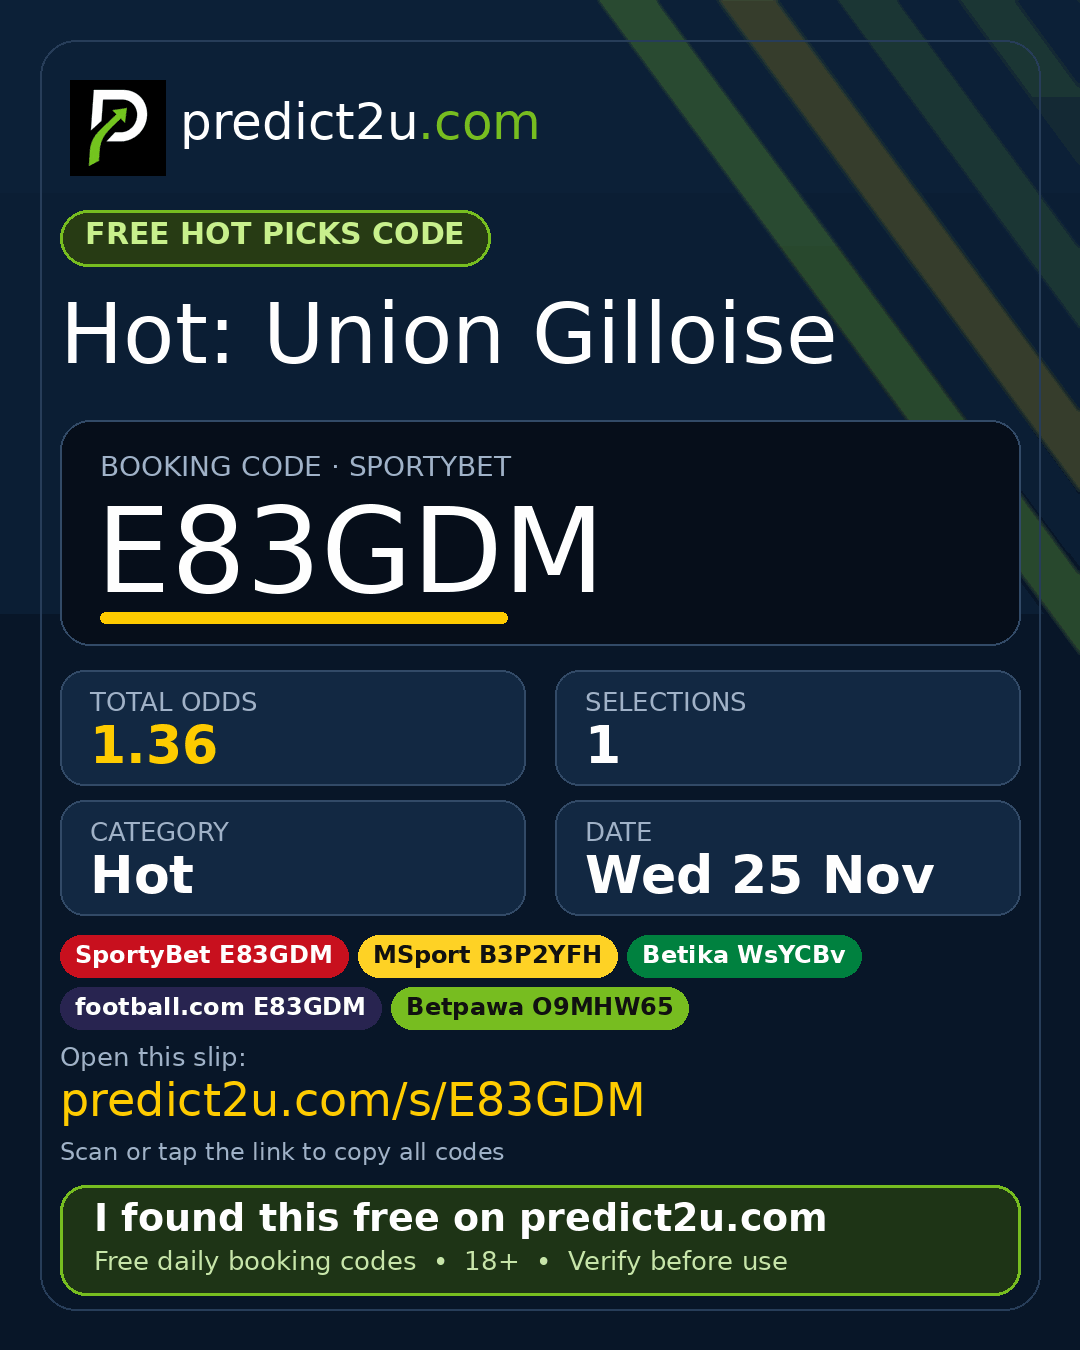 predict2u.com
FREE HOT PICKS CODE
Hot: Union Gilloise
BOOKING CODE · SPORTYBET
E83GDM
TOTAL ODDS
1.36
SELECTIONS
1
CATEGORY
Hot
DATE
Wed 25 Nov
SportyBet E83GDM
MSport B3P2YFH
Betika WsYCBv
football.com E83GDM
Betpawa O9MHW65
Open this slip:
predict2u.com/s/E83GDM
Scan or tap the link to copy all codes
I found this free on predict2u.com
Free daily booking codes • 18+ • Verify before use